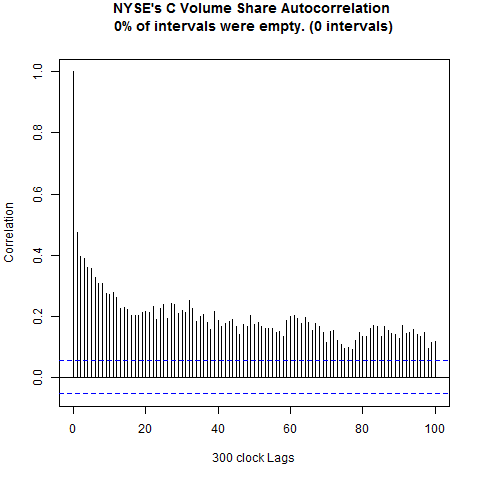 NYSE's C Volume Share Autocorrelation
0% of intervals were empty. (0 intervals)
1.0
0.8
0.6
0.4
0.2
0.0
Correlation
0 20 40 60 80 100
300 clock Lags